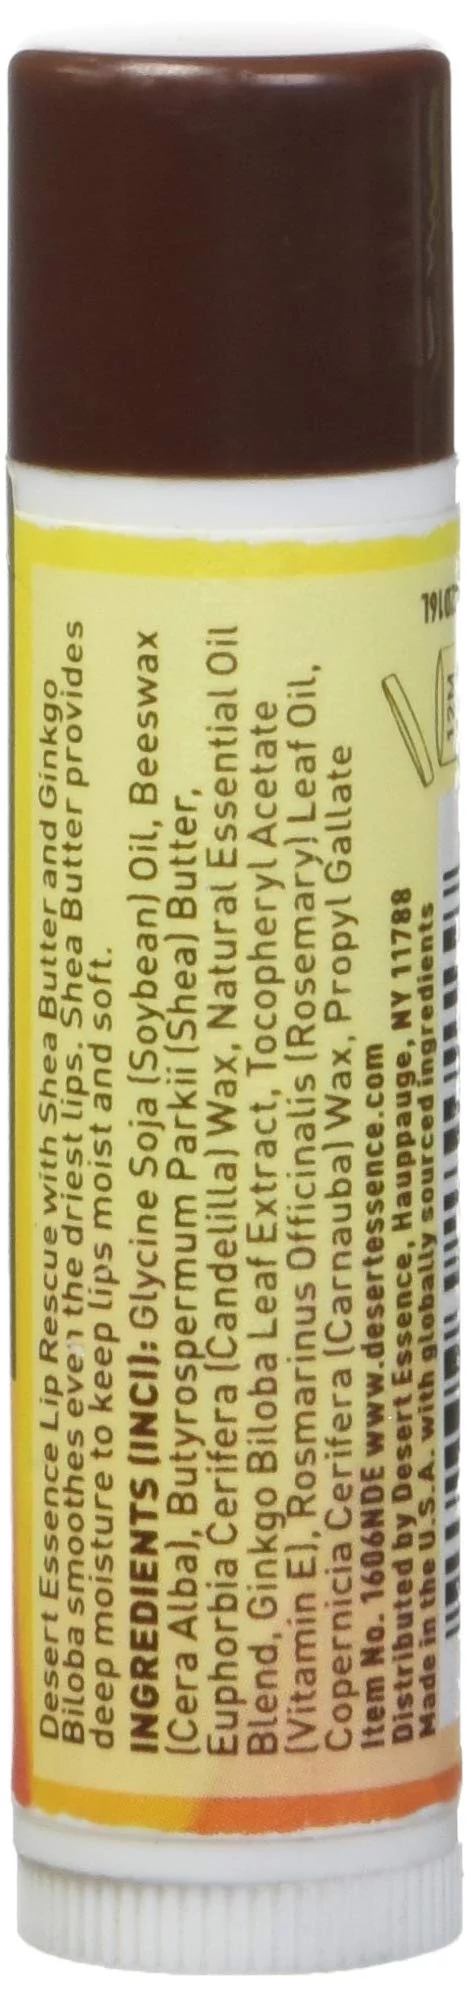 Desert Essence Lip Rescue with Shea Butter and Ginkgo
Biloba smoothes even the driest lips. Shea Butter provides
deep moisture to keep lips moist and soft.
INGREDIENTS (INCI): Glycine Soja (Soybean) Oil, Beeswax
(Cera Alba), Butyrospermum Parkii (Shea) Butter,
Euphorbia Cerifera (Candelilla) Wax, Natural Essential Oil
Blend, Ginkgo Biloba Leaf Extract, Tocopheryl Acetate
(Vitamin E), Rosmarinus Officinalis (Rosemary) Leaf Oil,
Copernicia Cerifera (Carnauba) Wax, Propyl Gallate
Item No. 1606NDE www.desertessence.com
Distributed by Desert Essence, Hauppauge, NY 11788
Made in the U.S.A. with globally sourced ingredients
12M